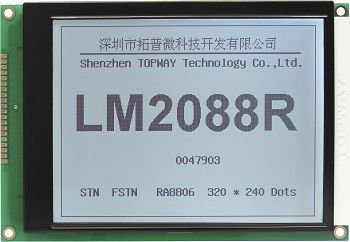 深圳市拓普微科技开发有限公司
Shenzhen TOPWAY Technology Co.,Ltd.
LM2088R
0047903
STN FSTN RA8806 320 * 240 Dots
TOPWAY